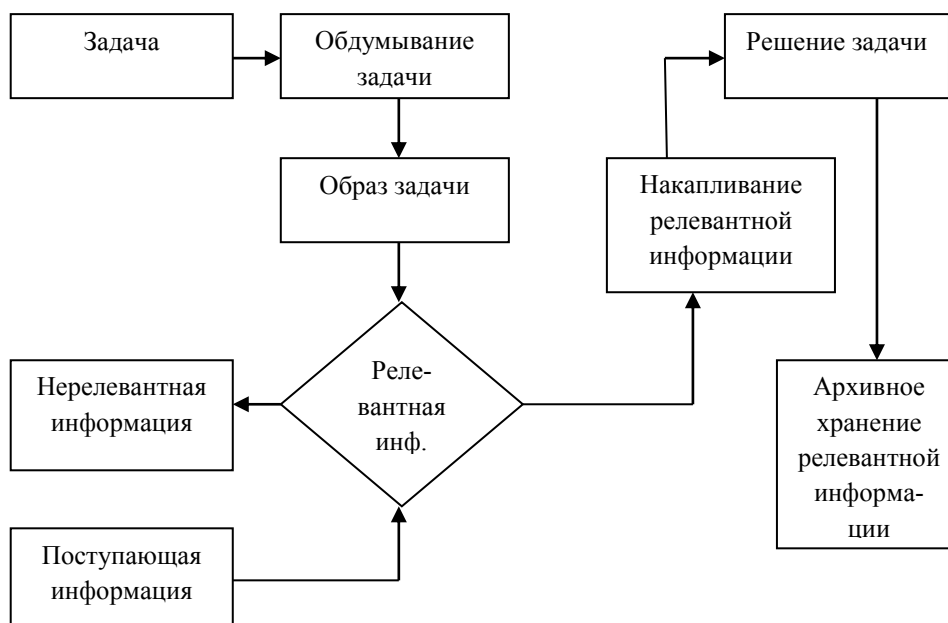 Задача
Обдумывание
задачи
Решение задачи
Образ задачи
Накапливание
релевантной
информации
Нерелевантная
информация
Реле-
вантная
инф.
Архивное
хранение
релевантной
информа-
ции
Поступающая
информация